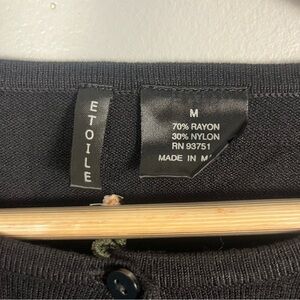 ETOILE
M
70% RAYON
30% NYLON
RN 93751
MADE IN